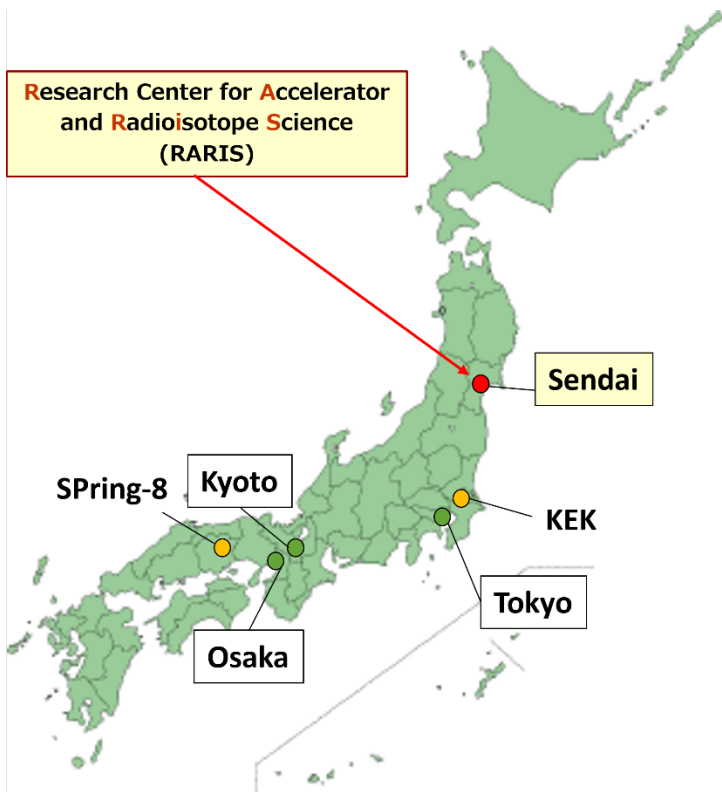 Research Center for Accelerator
and Radioisotope Science
(RARIS)
Sendai
SPring-8
Kyoto
KEK
Tokyo
Osaka